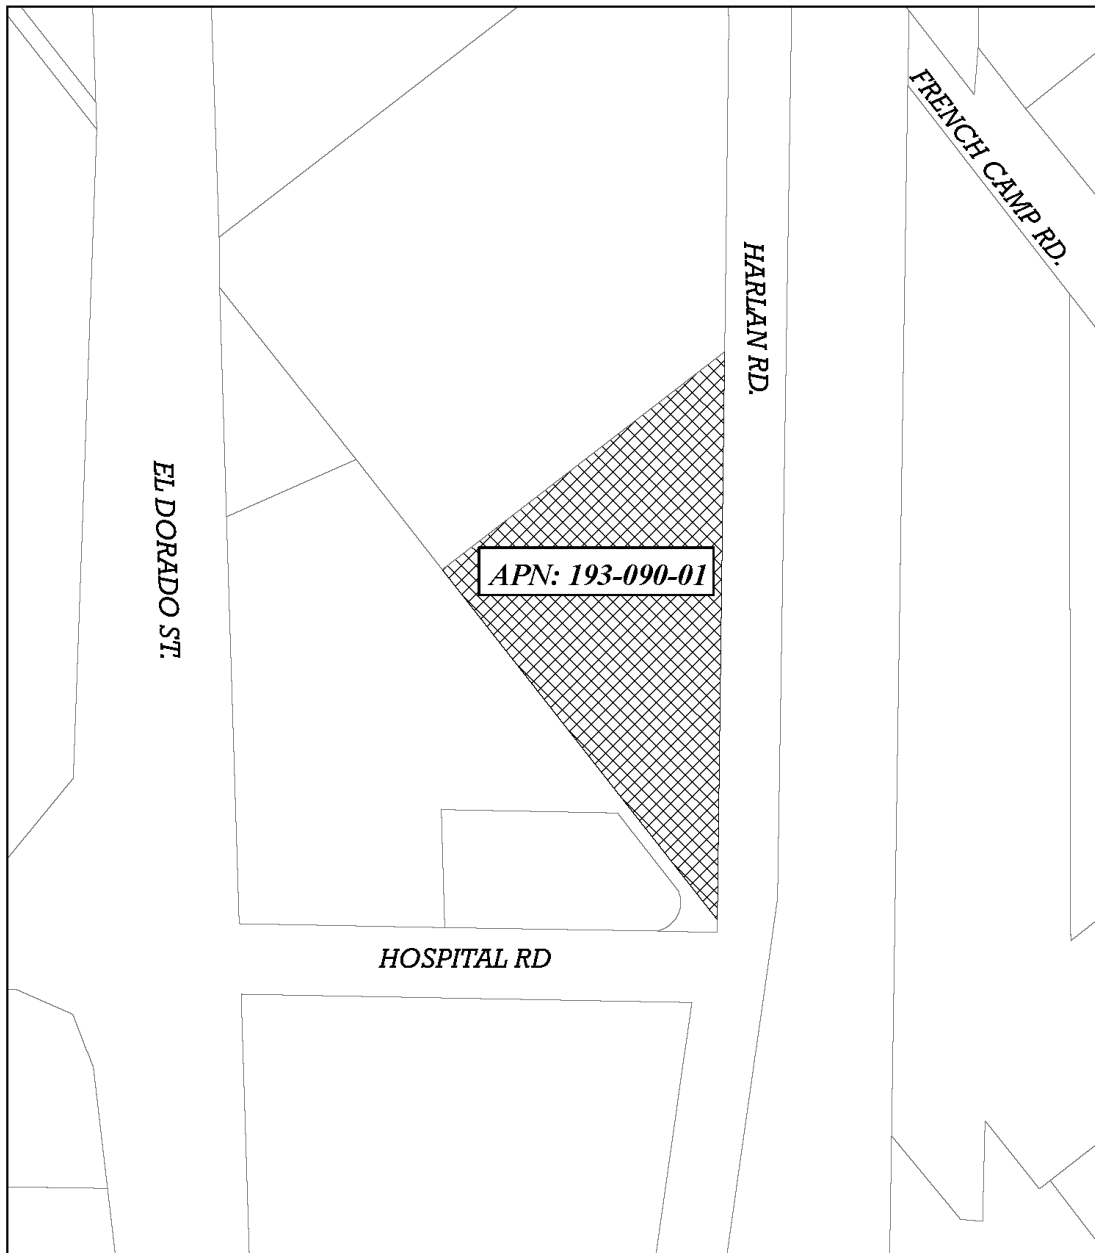 FRENCH CAMP RD.
HARLAN RD.
EL DORADO ST.
APN: 193-090-01
HOSPITAL RD